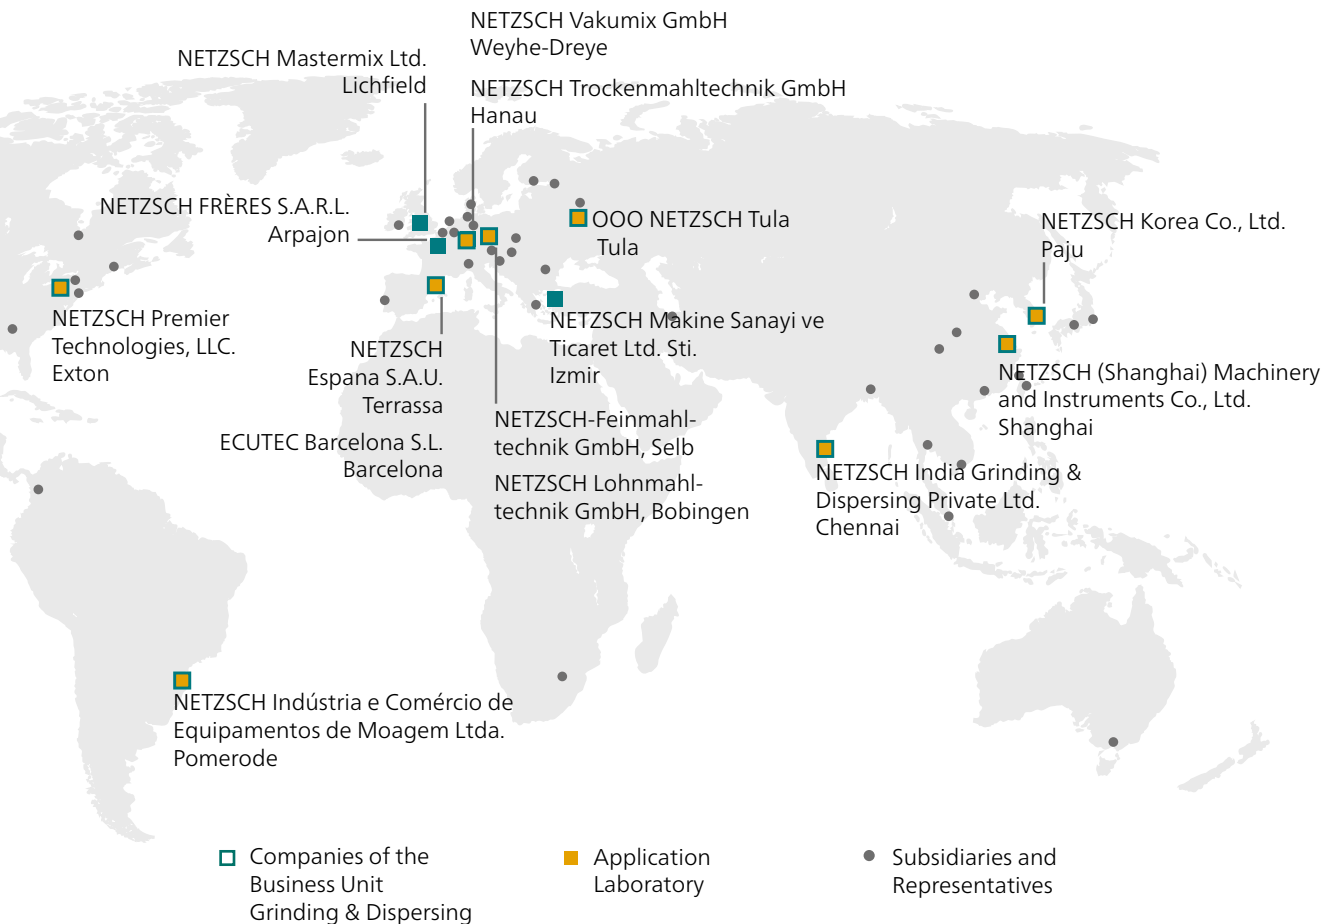 NETZSCH Vakumix GmbH
Weyhe-Dreye
NETZSCH Mastermix Ltd.
Lichfield
NETZSCH Trockenmahltechnik GmbH
Hanau
NETZSCH FRÈRES S.A.R.L.
Arpajon
OOO NETZSCH Tula
Tula
NETZSCH Korea Co., Ltd.
Paju
NETZSCH Premier
Technologies, LLC.
Exton
NETZSCH
Espana S.A.U.
Terrassa
ECUTEC Barcelona S.L.
Barcelona
NETZSCH Makine Sanayi ve
Ticaret Ltd. Sti.
Izmir
NETZSCH-Feinmahl-
technik GmbH, Selb
NETZSCH Lohnmahl-
technik GmbH, Bobingen
NETZSCH (Shanghai) Machinery
and Instruments Co., Ltd.
Shanghai
NETZSCH India Grinding &
Dispersing Private Ltd.
Chennai
NETZSCH Indústria e Comércio de
Equipamentos de Moagem Ltda.
Pomerode
Companies of the
Business Unit
Grinding & Dispersing
Application
Laboratory
Subsidiaries and
Representatives